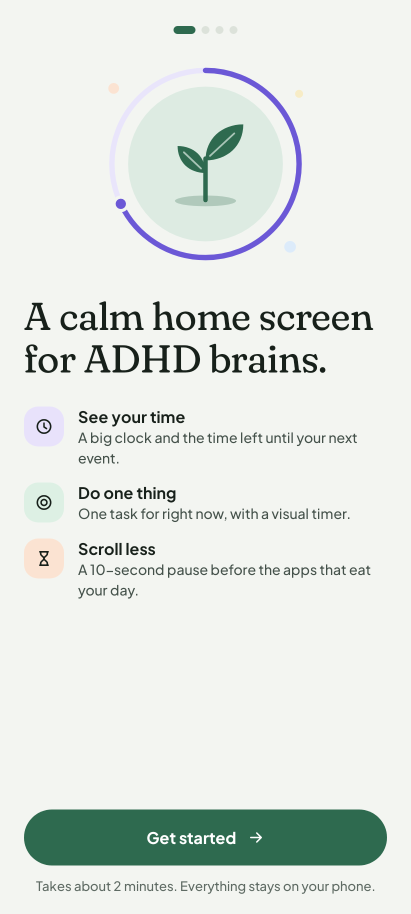 A calm home screen
for ADHD brains.
See your time
A big clock and the time left until your next
event.
Do one thing
One task for right now, with a visual timer.
Scroll less
A 10–second pause before the apps that eat
your day.
Get started →
Takes about 2 minutes. Everything stays on your phone.